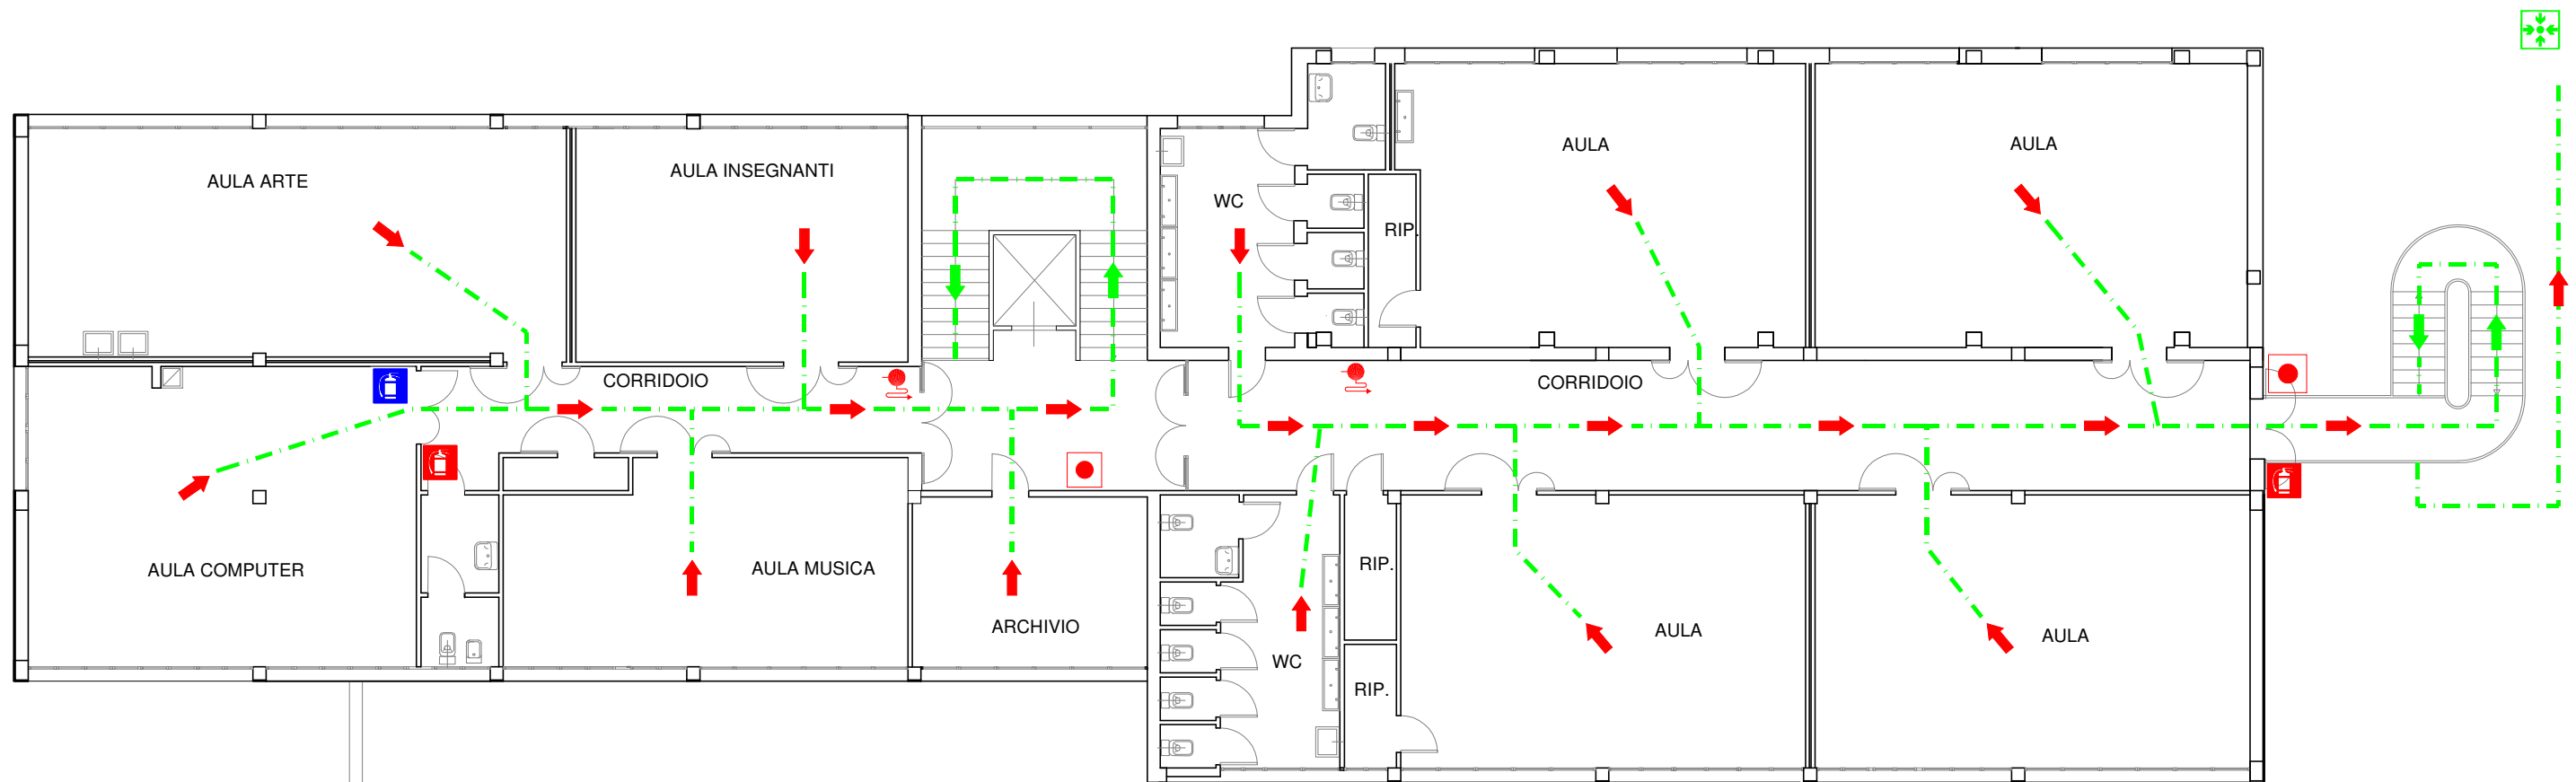 AULA ARTE
AULA INSEGNANTI
WC
RIP.
AULA
AULA
CORRIDOIO
CORRIDOIO
AULA COMPUTER
AULA MUSICA
ARCHIVIO
WC
RIP.
RIP.
AULA
AULA